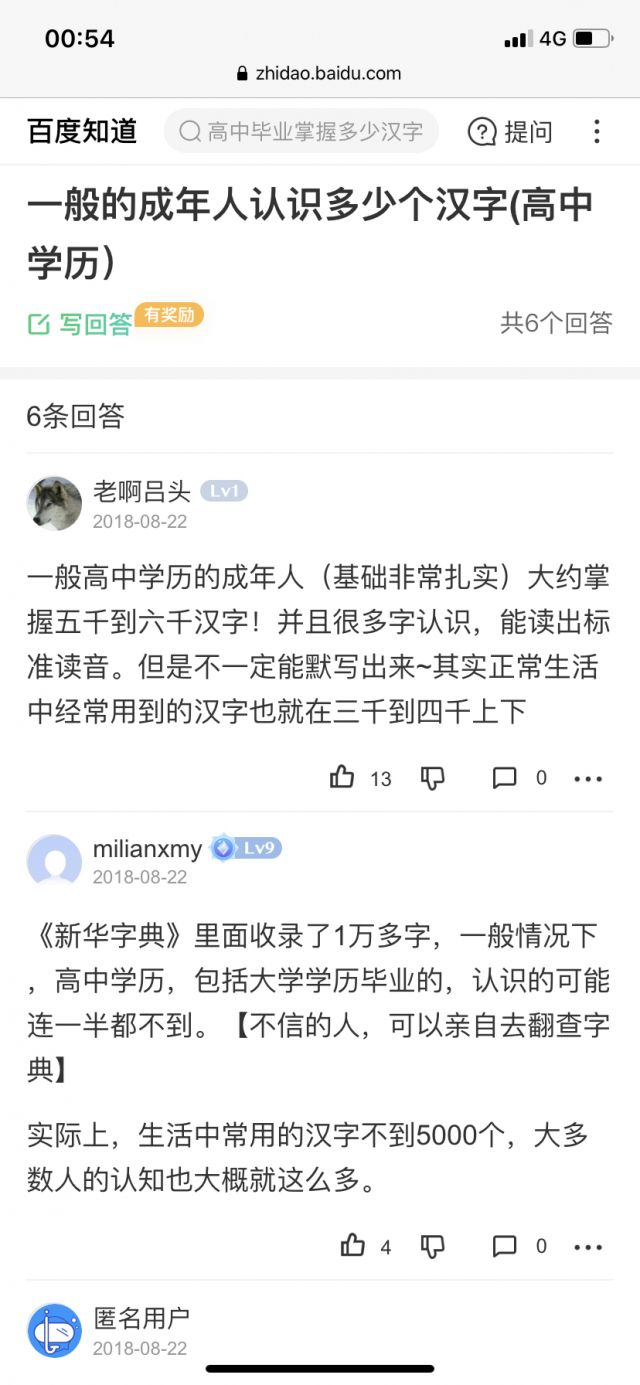 00:54
4G
zhidao.baidu.com
百度知道
高中毕业掌握多少汉字
提问
一般的成年人认识多少个汉字(高中
学历)
写回答
有奖励
共6个回答
6条回答
老啊吕头 Lv1
2018-08-22
一般高中学历的成年人（基础非常扎实）大约掌
握五千到六千汉字！并且很多字认识，能读出标
准读音。但是不一定能默写出来~其实正常生活
中经常用到的汉字也就在三千到四千上下
13
0
milianxmy Lv9
2018-08-22
《新华字典》里面收录了1万多字，一般情况下
，高中学历，包括大学学历毕业的，认识的可能
连一半都不到。【不信的人，可以亲自去翻查字
典】
实际上，生活中常用的汉字不到5000个，大多
数人的认知也大概就这么多。
4
0
匿名用户
2018-08-22